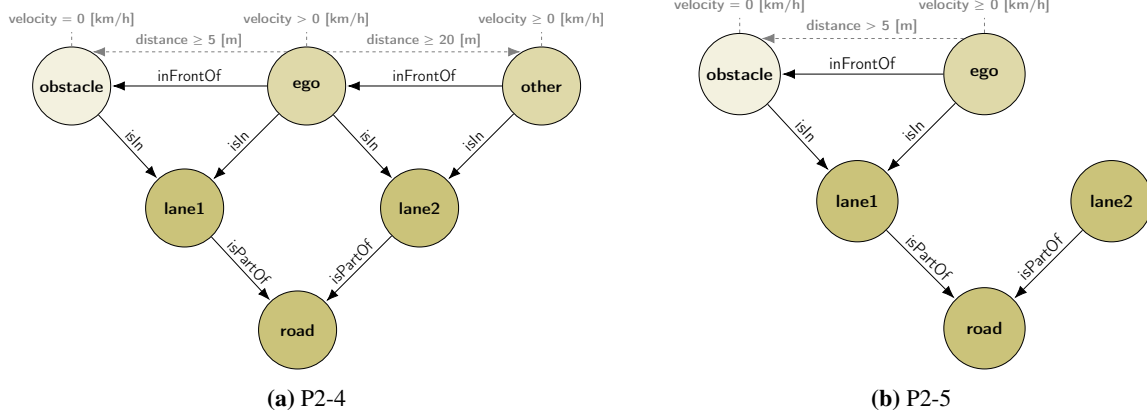 velocity = 0 [km/h]
velocity > 0 [km/h]
velocity ≥ 0 [km/h]
distance ≥ 5 [m]
distance ≥ 20 [m]
obstacle
inFrontOf
ego
inFrontOf
other
isIn
isIn
isIn
isIn
lane1
lane2
isPartOf
isPartOf
road
(a) P2-4
velocity = 0 [km/h]
velocity ≥ 0 [km/h]
distance > 5 [m]
obstacle
inFrontOf
ego
isIn
isIn
lane1
lane2
isPartOf
isPartOf
road
(b) P2-5